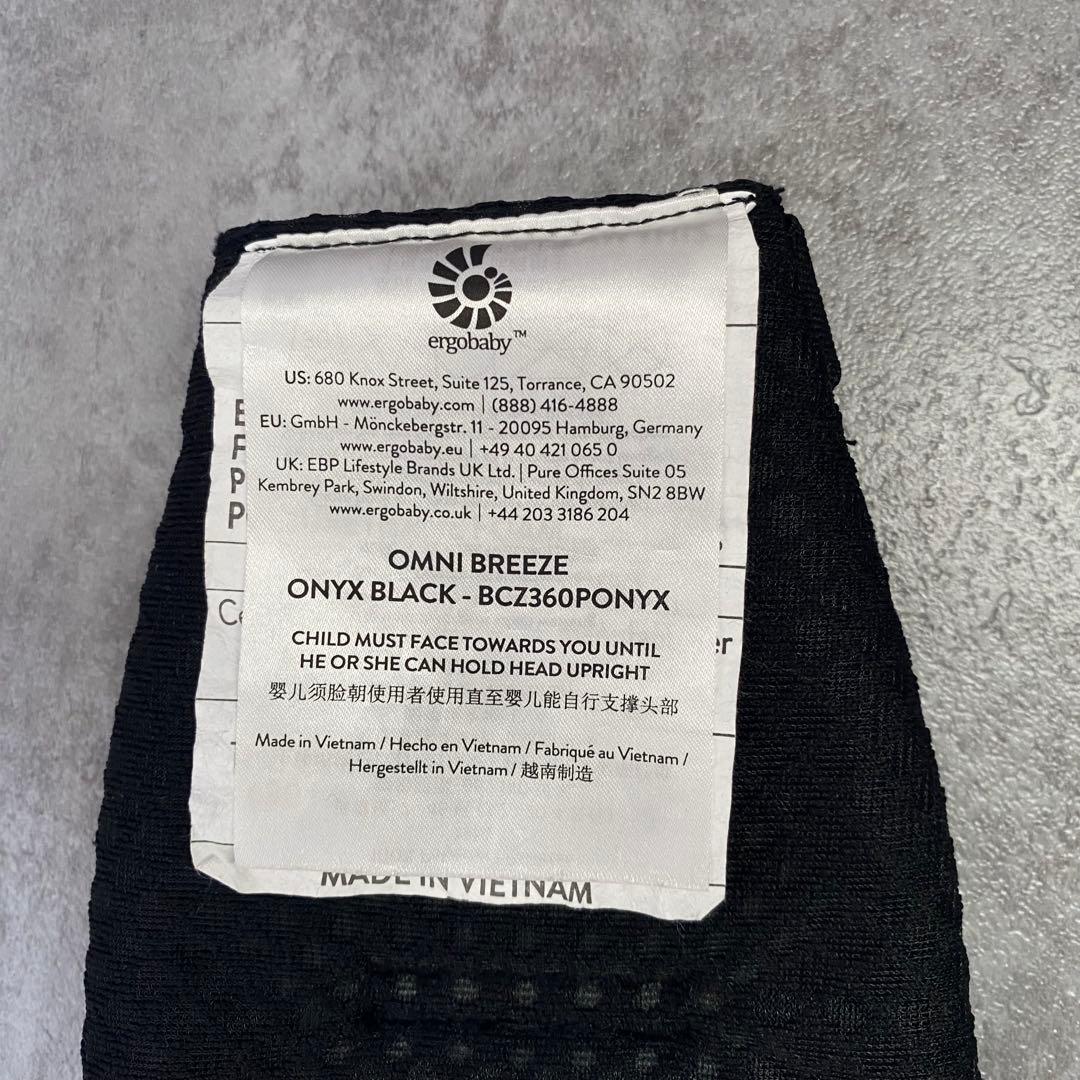 ergobaby™
US: 680 Knox Street, Suite 125, Torrance, CA 90502
www.ergobaby.com | (888) 416-4888
EU: GmbH - Mönckebergstr. 11 - 20095 Hamburg, Germany
www.ergobaby.eu | +49 40 421 065 0
UK: EBP Lifestyle Brands UK Ltd. | Pure Offices Suite 05
Kembrey Park, Swindon, Wiltshire, United Kingdom, SN2 8BW
www.ergobaby.co.uk | +44 203 3186 204
OMNI BREEZE
ONYX BLACK - BCZ360PONYX
CHILD MUST FACE TOWARDS YOU UNTIL
HE OR SHE CAN HOLD HEAD UPRIGHT
婴儿须脸朝使用者使用直至婴儿能自行支撑头部
Made in Vietnam / Hecho en Vietnam / Fabriqué au Vietnam /
Hergestellt in Vietnam / 越南制造
MADE IN VIETNAM